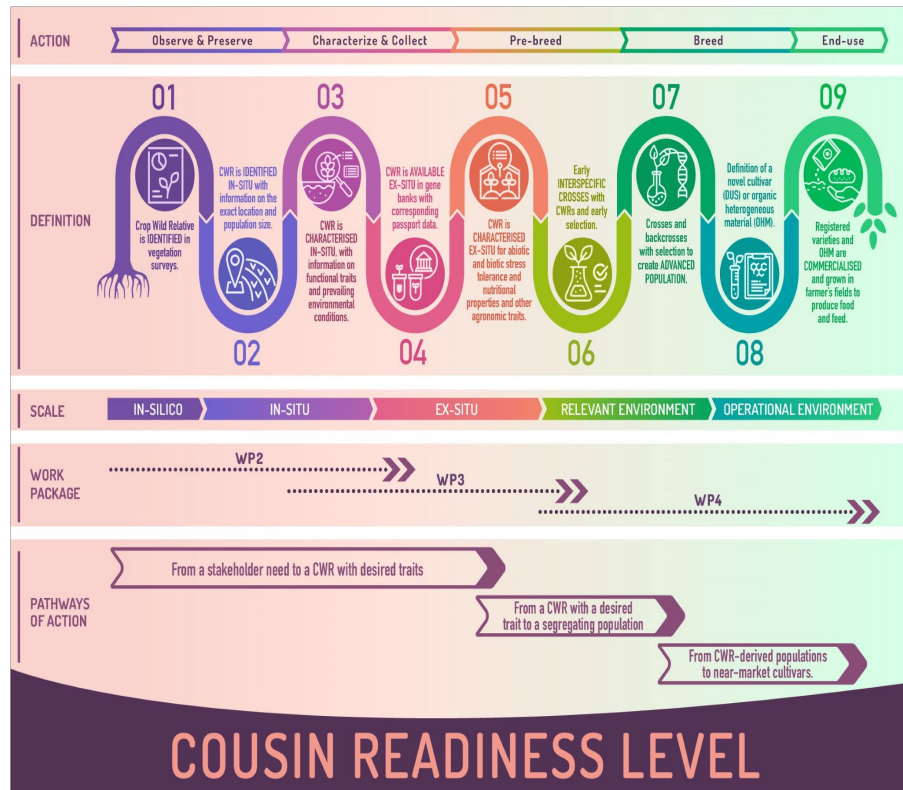 ACTION
Observe & Preserve
Characterize & Collect
Pre-breed
Breed
End-use
DEFINITION
01
Crop Wild Relative
is IDENTIFIED in
vegetation surveys.
CWR is IDENTIFIED
IN-SITU with
information on the
exact location and
population size.
02
03
CWR is
CHARACTERISED
IN-SITU, with
information on
functional traits
and prevailing
environmental
conditions.
CWR is AVAILABLE
EX-SITU in gene
banks with
corresponding
passport data.
04
05
CWR is
CHARACTERISED
EX-SITU for abiotic
and biotic stress
tolerance and
nutritional
properties and other
agronomic traits.
Early
INTERSPECIFIC
CROSSES with
CWRs and early
selection.
06
07
Crosses and
backcrosses
with selection to
create ADVANCED
POPULATION.
Definition of a
novel cultivar
(DUS) or organic
heterogeneous
material (OHM).
08
09
Registered
varieties and
OHM are
COMMERCIALISED
and grown in
farmer's fields to
produce food
and feed.
SCALE
IN-SILICO
IN-SITU
EX-SITU
RELEVANT ENVIRONMENT
OPERATIONAL ENVIRONMENT
WORK
PACKAGE
WP2
WP3
WP4
PATHWAYS
OF ACTION
From a stakeholder need to a CWR with desired traits
From a CWR with a desired
trait to a segregating population
From CWR-derived populations
to near-market cultivars.
COUSIN READINESS LEVEL